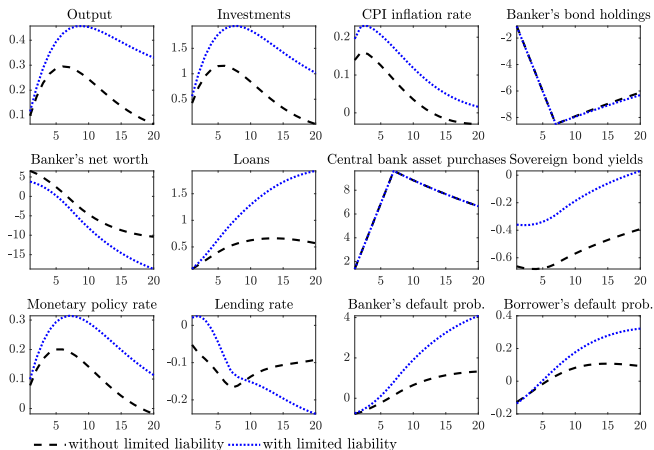 Output
Investments
CPI inflation rate
Banker's bond holdings
0.4
0.3
0.2
0.1
5 10 15 20
1.5
1
0.5
5 10 15 20
0.2
0.1
0
5 10 15 20
-2
-4
-6
-8
5 10 15 20
Banker's net worth
Loans
Central bank asset purchases
Sovereign bond yields
5
0
-5
-10
-15
5 10 15 20
1.5
1
0.5
5 10 15 20
8
6
4
2
5 10 15 20
0
-0.2
-0.4
-0.6
5 10 15 20
Monetary policy rate
Lending rate
Banker's default prob.
Borrower's default prob.
0.3
0.2
0.1
0
5 10 15 20
0
-0.1
-0.2
5 10 15 20
4
2
0
5 10 15 20
0.4
0.2
0
-0.2
5 10 15 20
without limited liability with limited liability